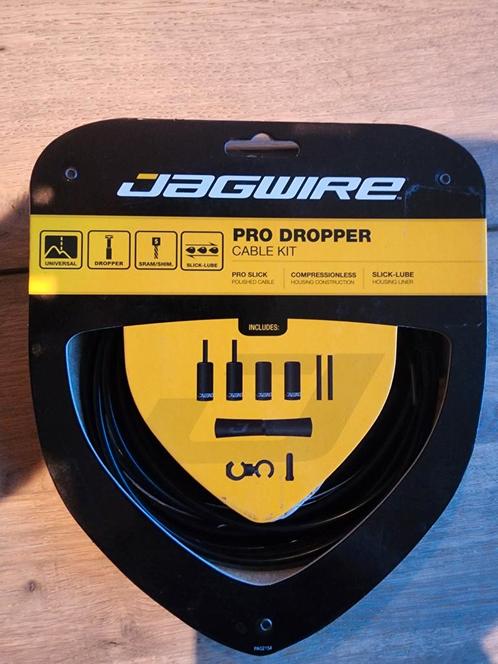 JAGWIRE
PRO DROPPER
CABLE KIT
UNIVERSAL
DROPPER
S
SRAM/SHIM.
SLICK-LUBE
PRO SLICK
POLISHED CABLE
COMPRESSIONLESS
HOUSING CONSTRUCTION
SLICK-LUBE
HOUSING LINER
INCLUDES: